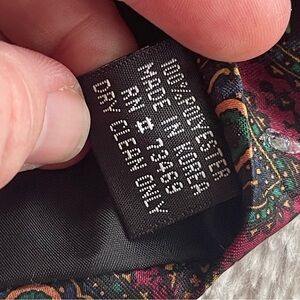 100% POLYESTER
MADE IN KOREA
RN # 73469
DRY CLEAN ONLY